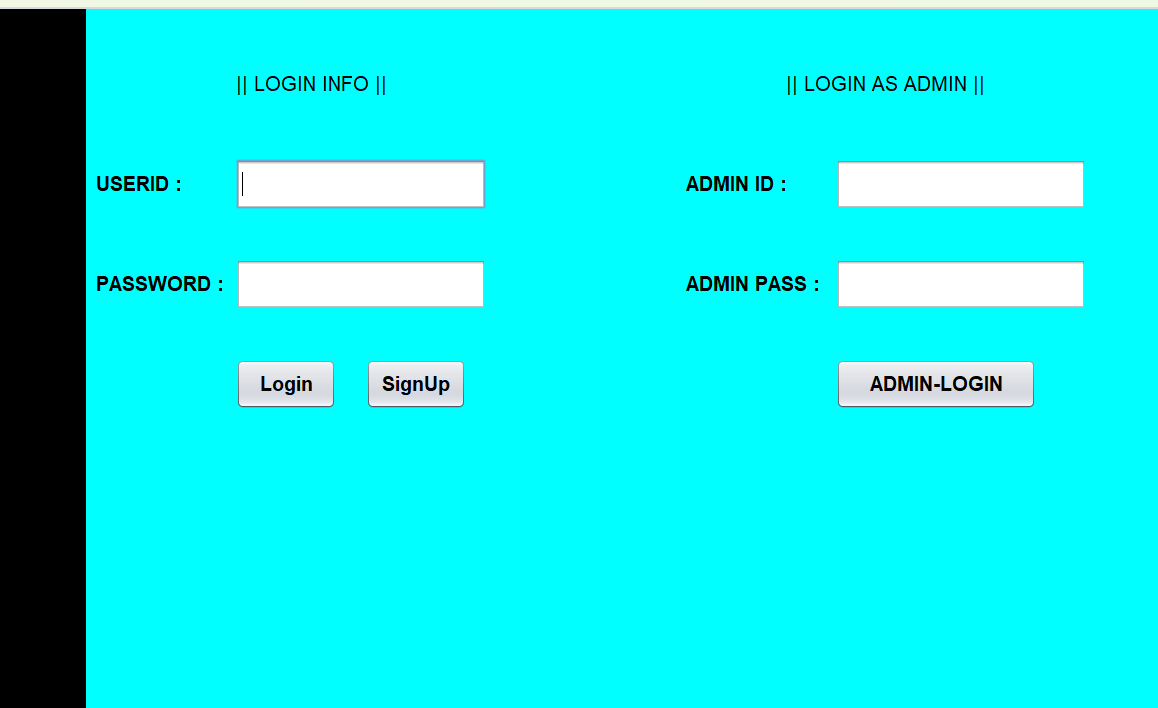 || LOGIN INFO ||
|| LOGIN AS ADMIN ||
USERID :
ADMIN ID :
PASSWORD :
ADMIN PASS :
Login
SignUp
ADMIN-LOGIN